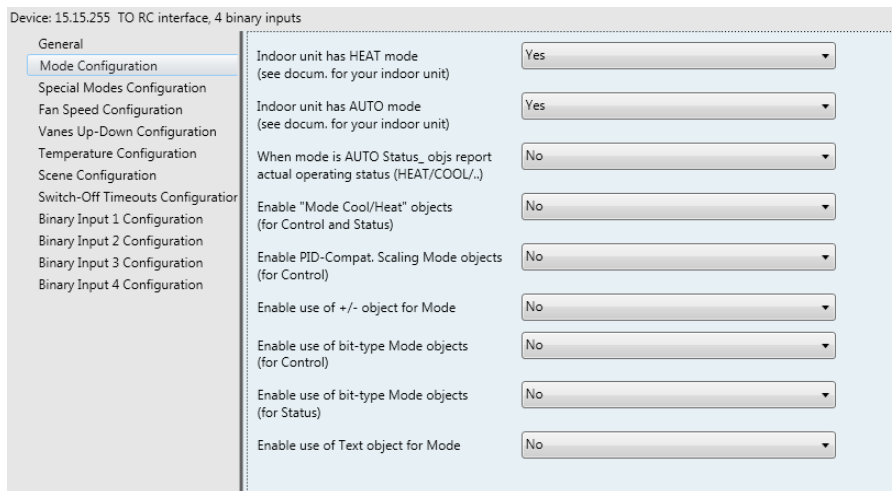 Device: 15.15.255 TO RC interface, 4 binary inputs
General
Mode Configuration
Special Modes Configuration
Fan Speed Configuration
Vanes Up-Down Configuration
Temperature Configuration
Scene Configuration
Switch-Off Timeouts Configuration
Binary Input 1 Configuration
Binary Input 2 Configuration
Binary Input 3 Configuration
Binary Input 4 Configuration
Indoor unit has HEAT mode
(see docum. for your indoor unit)
Yes
Indoor unit has AUTO mode
(see docum. for your indoor unit)
Yes
When mode is AUTO Status_ objs report
actual operating status (HEAT/COOL/..)
No
Enable "Mode Cool/Heat" objects
(for Control and Status)
No
Enable PID-Compat. Scaling Mode objects
(for Control)
No
Enable use of +/- object for Mode
No
Enable use of bit-type Mode objects
(for Control)
No
Enable use of bit-type Mode objects
(for Status)
No
Enable use of Text object for Mode
No